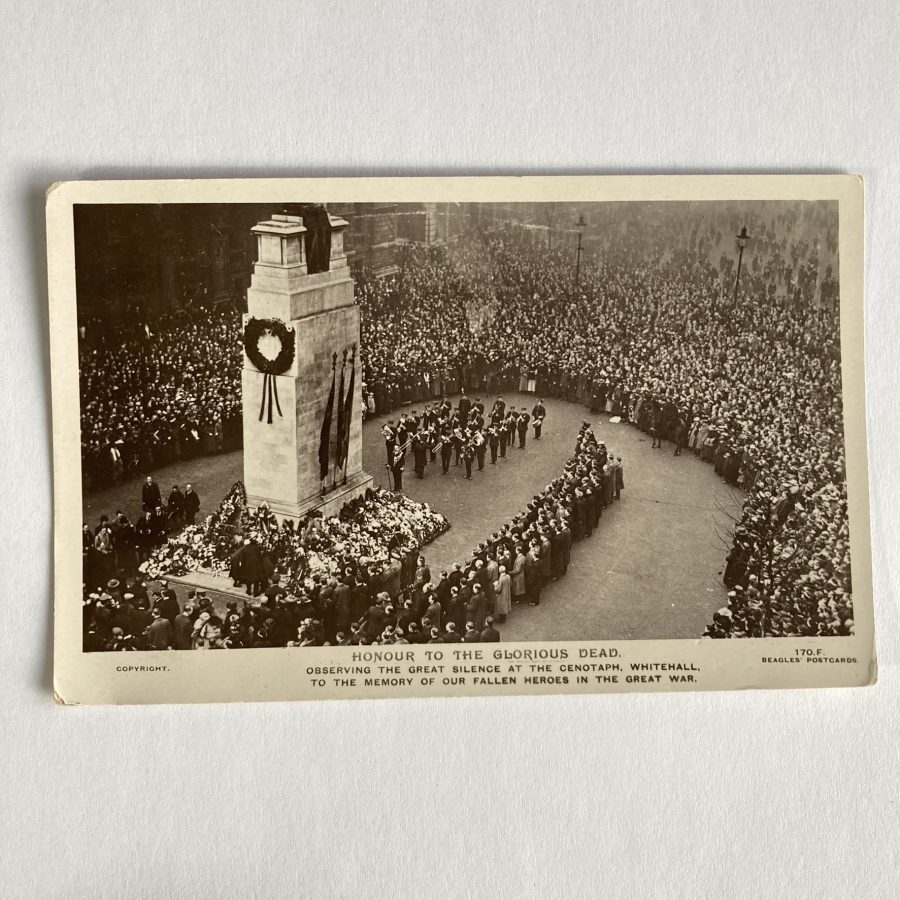 HONOUR TO THE GLORIOUS DEAD.
OBSERVING THE GREAT SILENCE AT THE CENOTAPH, WHITEHALL,
TO THE MEMORY OF OUR FALLEN HEROES IN THE GREAT WAR.
COPYRIGHT.
170.F.
BEAGLES' POSTCARDS